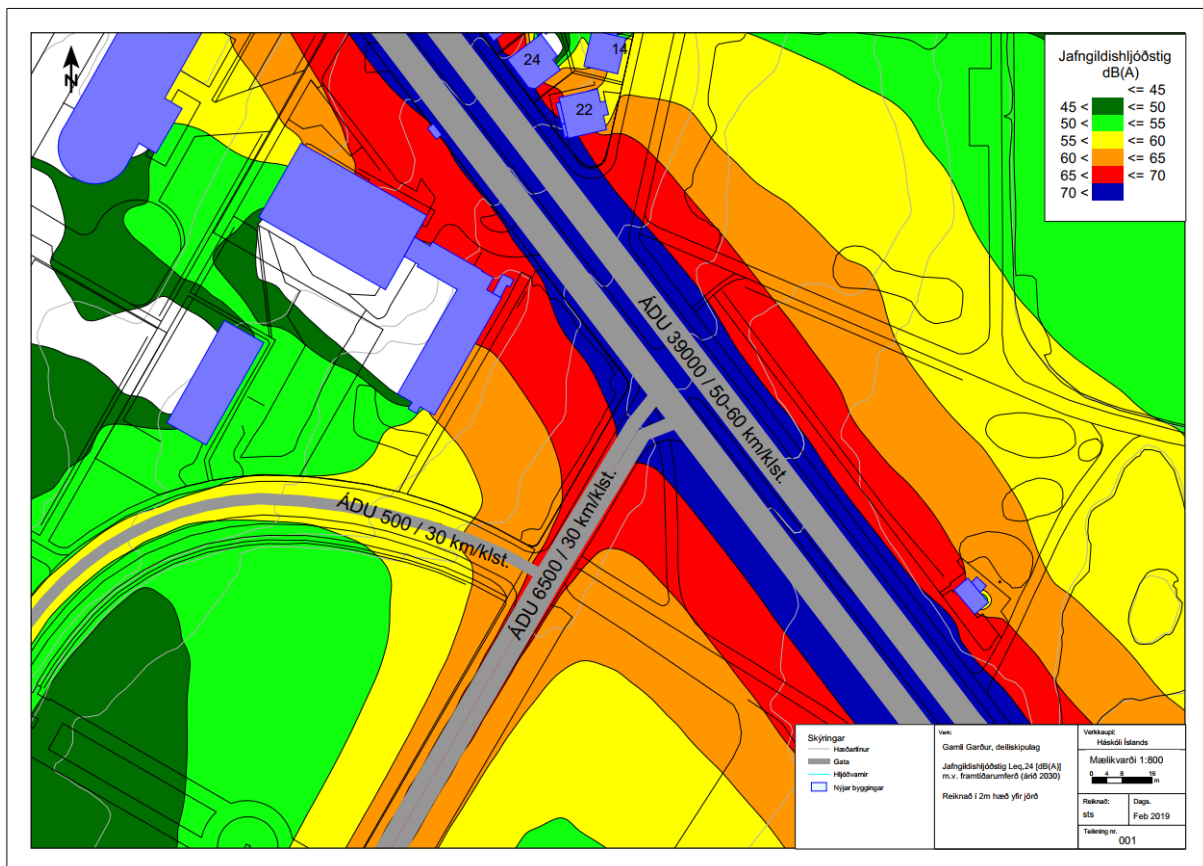 N
24
14
22
Jafngildishljóðstig
dB(A)
<= 45
45 < <= 50
50 < <= 55
55 < <= 60
60 < <= 65
65 < <= 70
70 <
ÁDU 39000 / 50-60 km/klst.
ÁDU 500 / 30 km/klst.
ÁDU 6500 / 30 km/klst.
Skýringar
Hæðarlínur
Gata
Hljóðvarnir
Nýjar byggingar
Verk:
Gamli Garður, deiliskipulag
Jafngildishljóðstig Leq,24 [dB(A)]
m.v. framtíðarumferð (árið 2030)
Reiknað í 2m hæð yfir jörð
Verkkaupi:
Háskóli Íslands
Mælikvarði 1:800
0 4 8 16
m
Reiknað:
sts
Dags.
Feb 2019
Teikning nr.
001